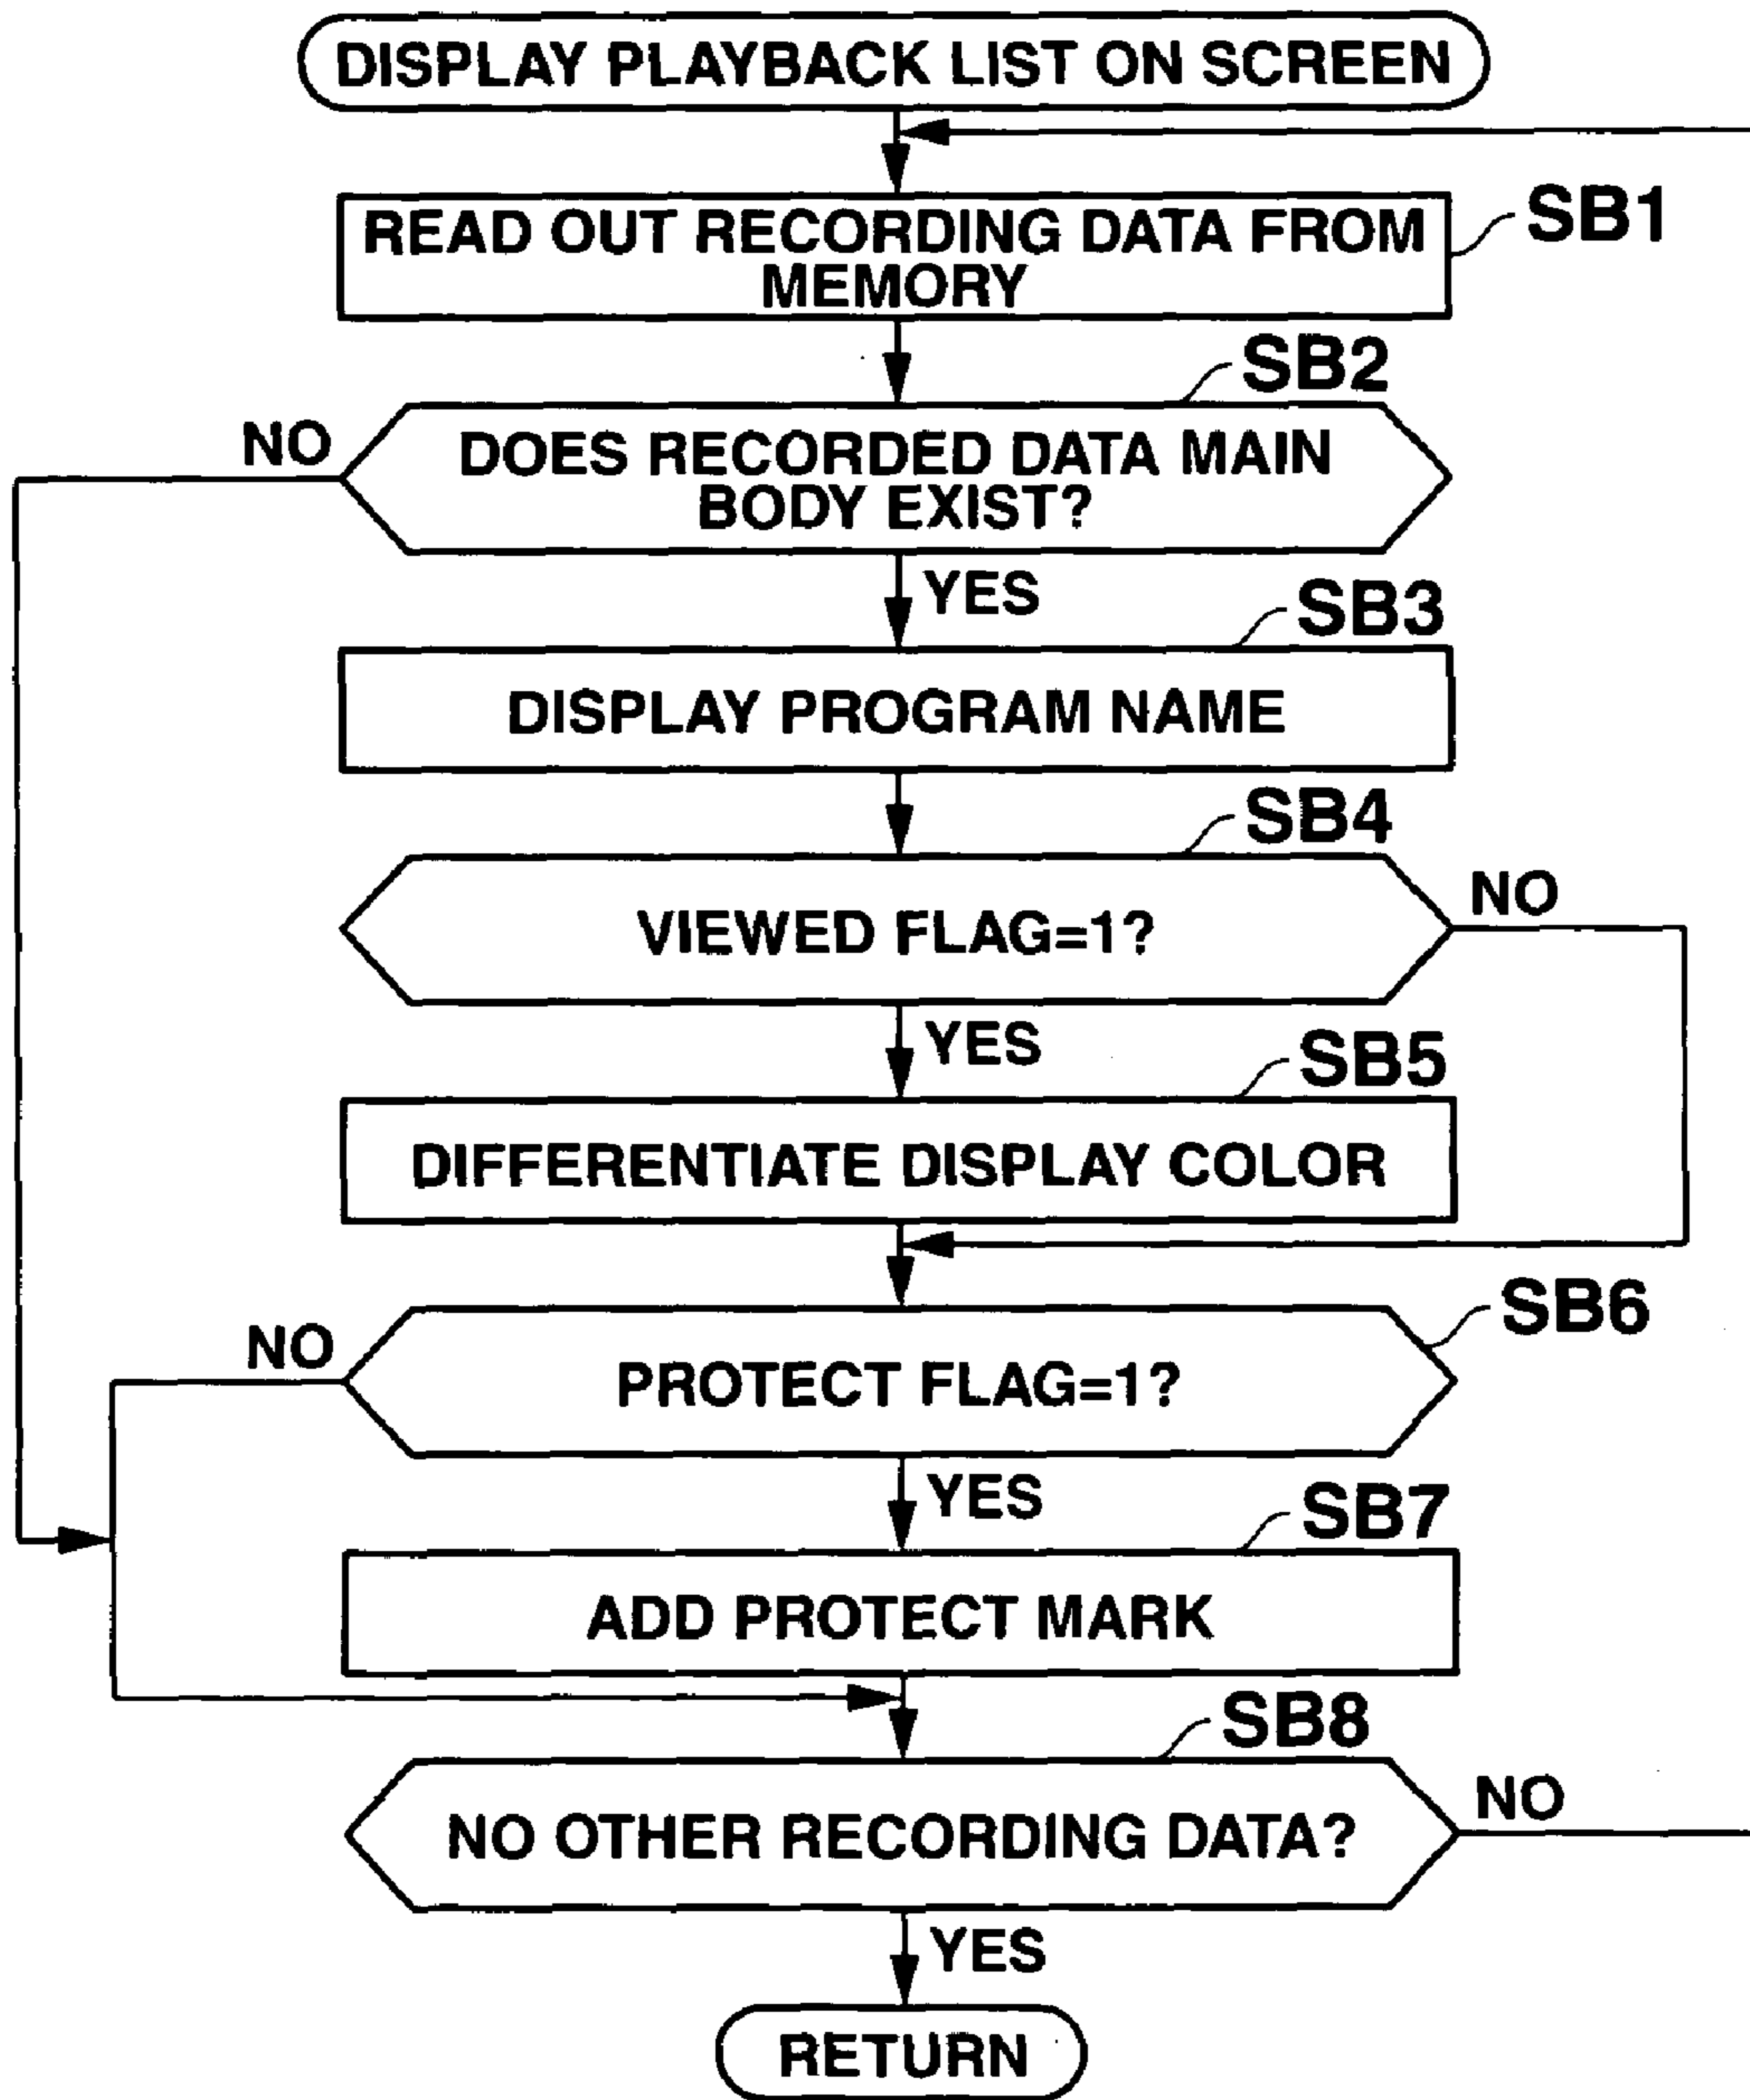 DISPLAY PLAYBACK LIST ON SCREEN
READ OUT RECORDING DATA FROM
MEMORY
SB1
SB2
NO
DOES RECORDED DATA MAIN
BODY EXIST?
YES
SB3
DISPLAY PROGRAM NAME
SB4
VIEWED FLAG=1?
NO
YES
SB5
DIFFERENTIATE DISPLAY COLOR
SB6
NO
PROTECT FLAG=1?
YES
SB7
ADD PROTECT MARK
SB8
NO OTHER RECORDING DATA?
NO
YES
RETURN